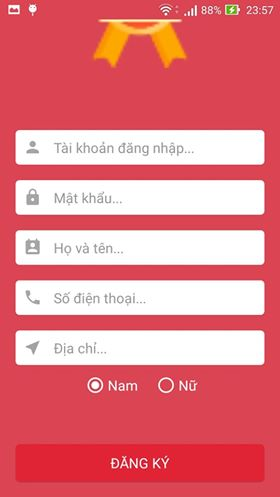 88% 23:57
Tài khoản đăng nhập...
Mật khẩu...
Họ và tên...
Số điện thoại...
Địa chỉ...
Nam Nữ
ĐĂNG KÝ